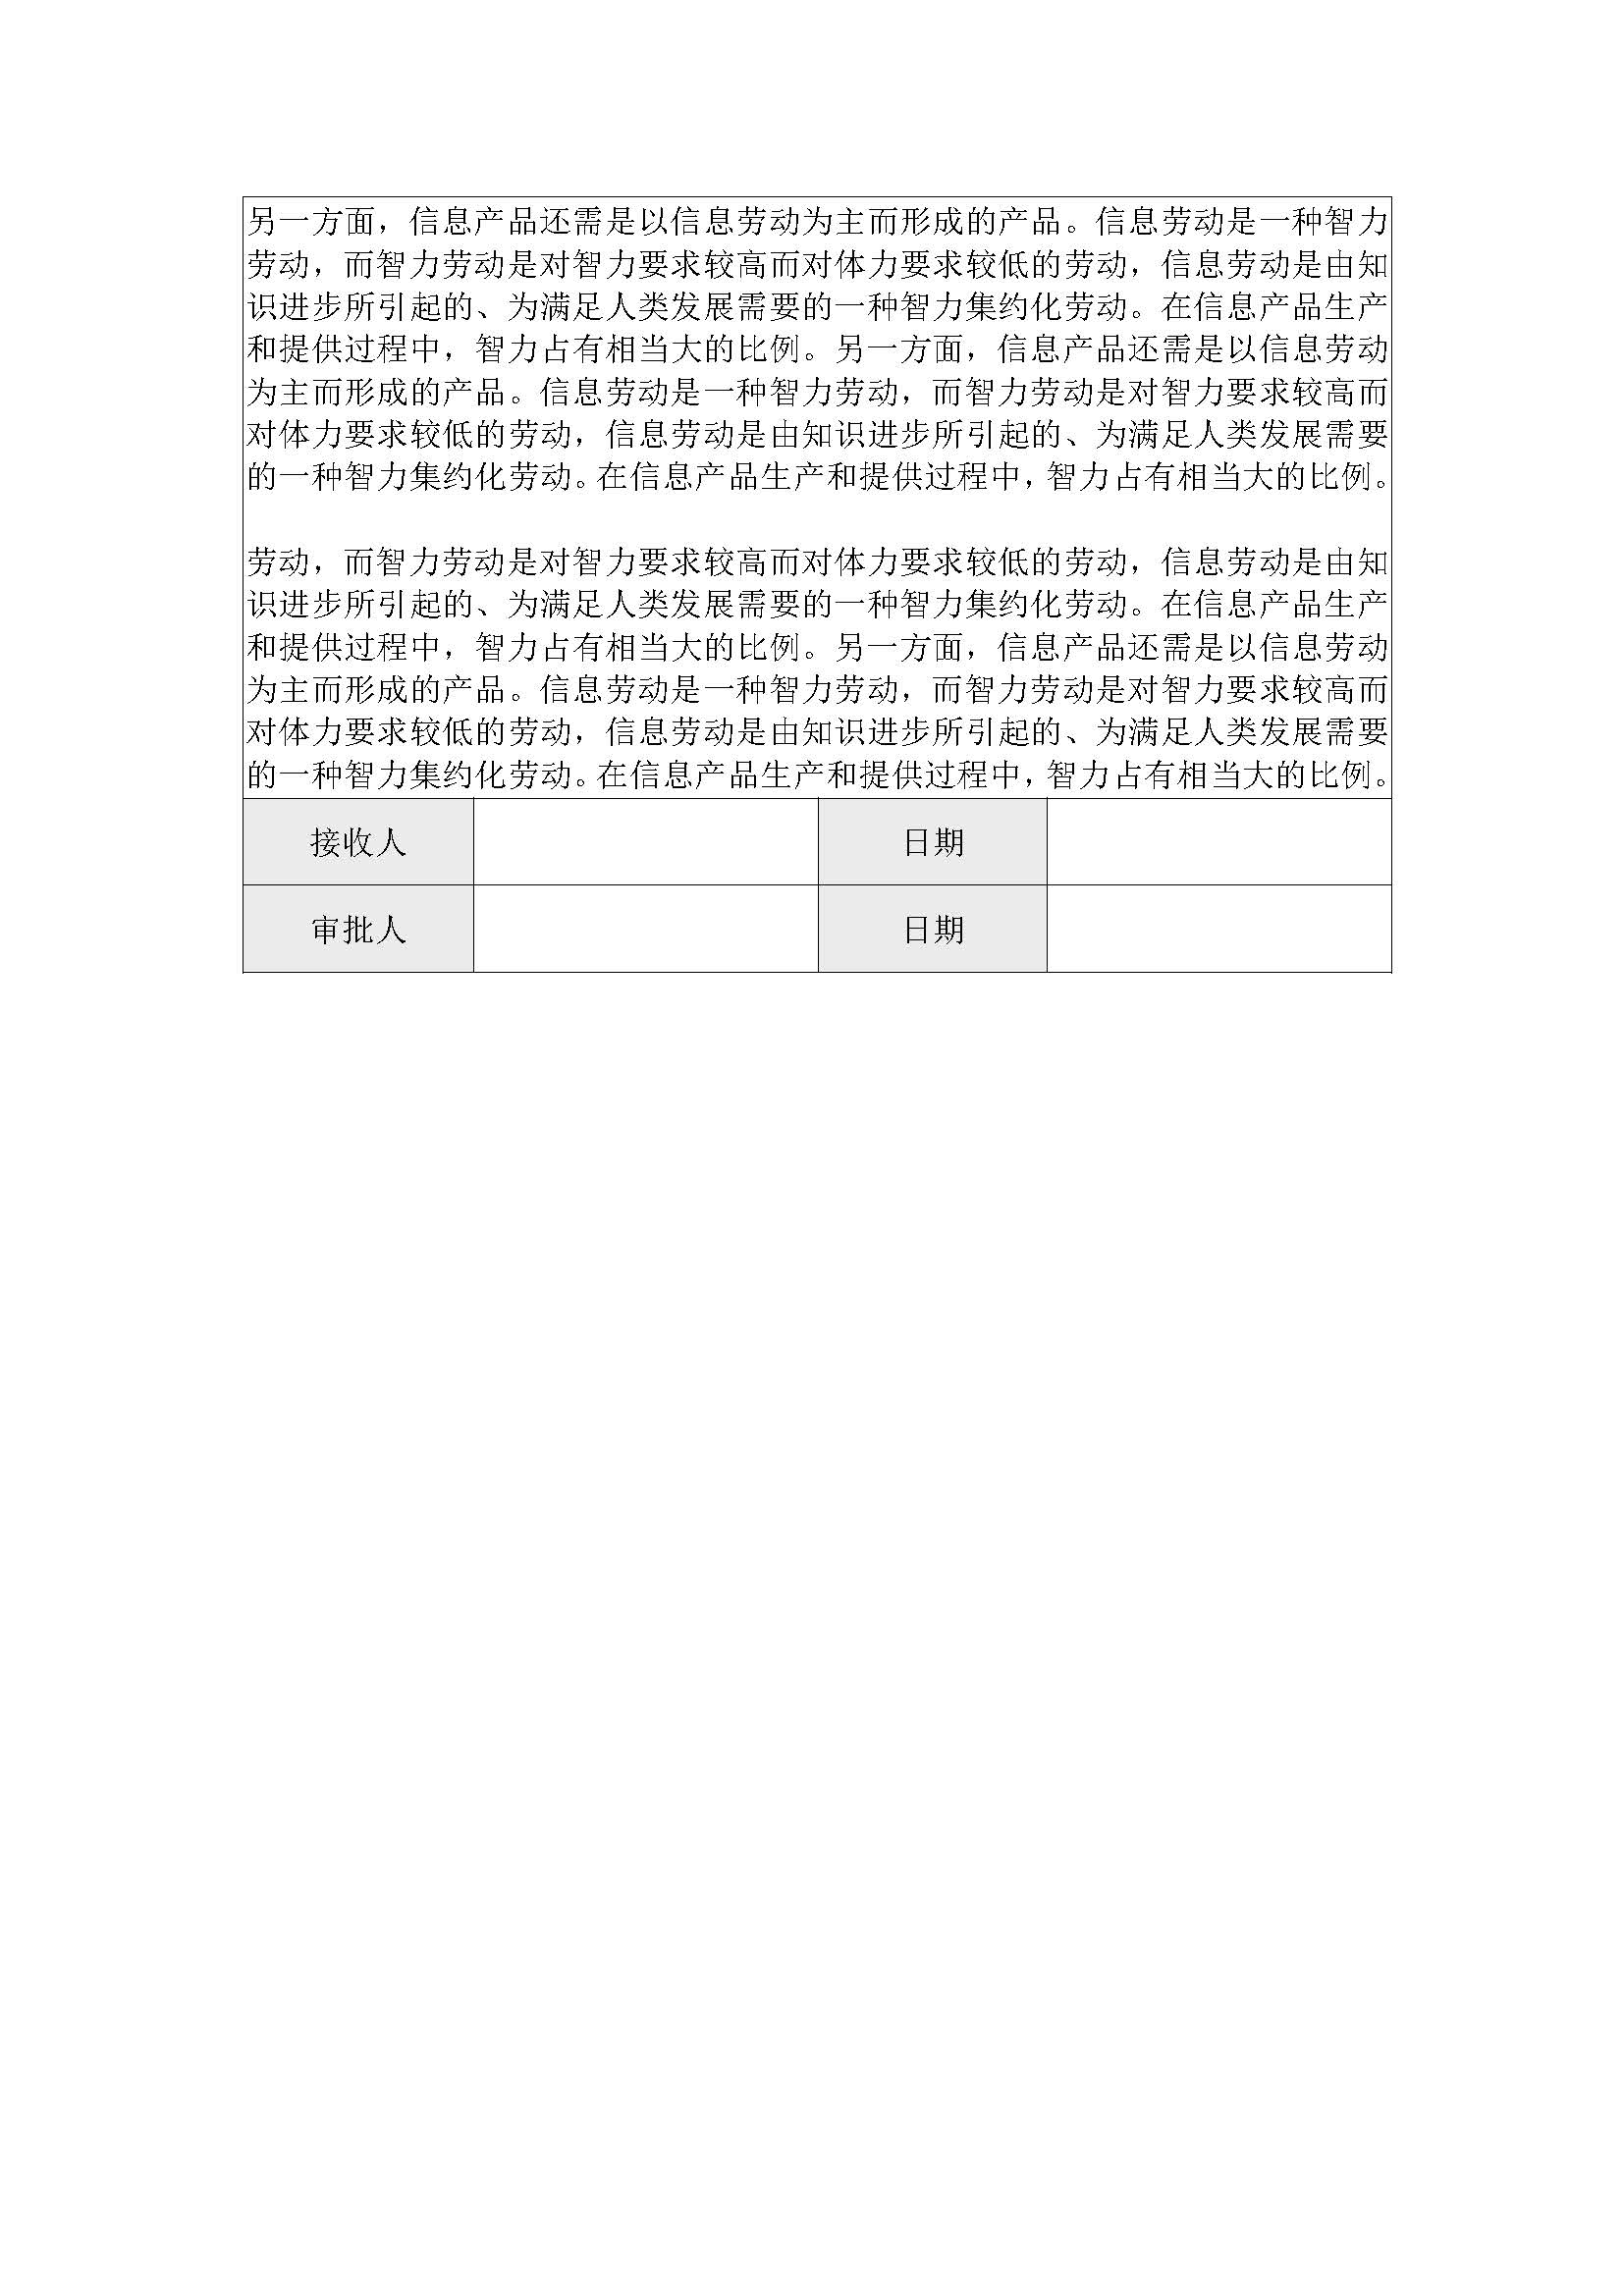 另一方面，信息产品还需是以信息劳动为主而形成的产品。信息劳动是一种智力
劳动，而智力劳动是对智力要求较高而对体力要求较低的劳动，信息劳动是由知
识进步所引起的、为满足人类发展需要的一种智力集约化劳动。在信息产品生产
和提供过程中，智力占有相当大的比例。另一方面，信息产品还需是以信息劳动
为主而形成的产品。信息劳动是一种智力劳动，而智力劳动是对智力要求较高而
对体力要求较低的劳动，信息劳动是由知识进步所引起的、为满足人类发展需要
的一种智力集约化劳动。在信息产品生产和提供过程中，智力占有相当大的比例。
劳动，而智力劳动是对智力要求较高而对体力要求较低的劳动，信息劳动是由知
识进步所引起的、为满足人类发展需要的一种智力集约化劳动。在信息产品生产
和提供过程中，智力占有相当大的比例。另一方面，信息产品还需是以信息劳动
为主而形成的产品。信息劳动是一种智力劳动，而智力劳动是对智力要求较高而
对体力要求较低的劳动，信息劳动是由知识进步所引起的、为满足人类发展需要
的一种智力集约化劳动。在信息产品生产和提供过程中，智力占有相当大的比例。
接收人 日期
审批人 日期